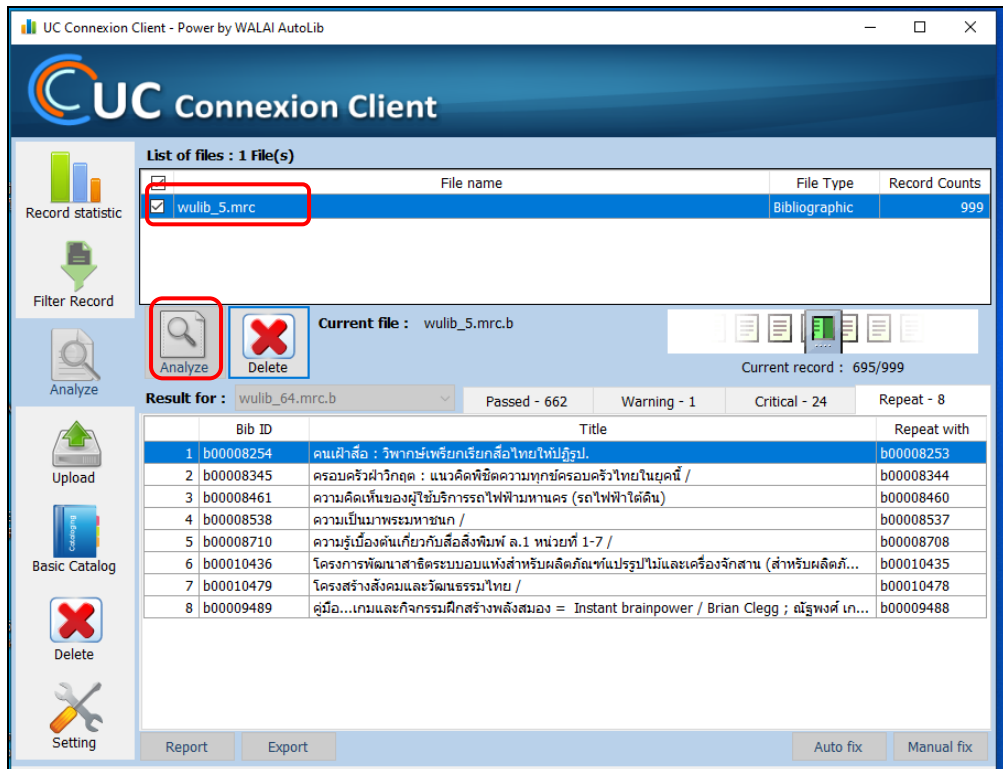 UC Connexion Client - Power by WALAI AutoLib
UC Connexion Client
List of files : 1 File(s)
File name File Type Record Counts
wulib_5.mrc Bibliographic 999
Record statistic
Filter Record
Analyze
Upload
Cataloging
Basic Catalog
Delete
Setting
Analyze Delete
Current file : wulib_5.mrc.b
Current record : 695/999
Result for : wulib_64.mrc.b Passed - 662 Warning - 1 Critical - 24 Repeat - 8
Bib ID Title Repeat with
1 b00008254 คนเฝ้าสื่อ : วิพากษ์เพรียกเรียกสื่อไทยให้ปฏิรูป. b00008253
2 b00008345 ครอบครัวฝ่าวิกฤต : แนวคิดพิชิตความทุกข์ครอบครัวไทยในยุคนี้ / b00008344
3 b00008461 ความคิดเห็นของผู้ใช้บริการรถไฟฟ้ามหานคร (รถไฟฟ้าใต้ดิน) b00008460
4 b00008538 ความเป็นมาพระมหาชนก / b00008537
5 b00008710 ความรู้เบื้องต้นเกี่ยวกับสื่อสิ่งพิมพ์ ล.1 หน่วยที่ 1-7 / b00008708
6 b00010436 โครงการพัฒนาสาธิตระบบอบแห้งสำหรับผลิตภัณฑ์แปรรูปไม้และเครื่องจักสาน (สำหรับผลิตภั... b00010435
7 b00010479 โครงสร้างสังคมและวัฒนธรรมไทย / b00010478
8 b00009489 คู่มือ...เกมและกิจกรรมฝึกสร้างพลังสมอง = Instant brainpower / Brian Clegg ; ณัฐพงศ์ เก... b00009488
Report Export Auto fix Manual fix